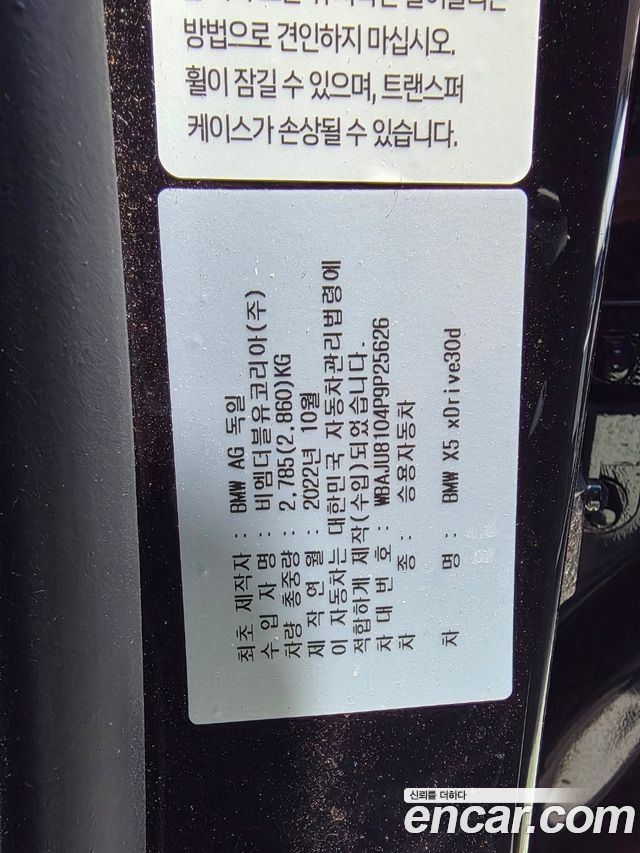 방법으로 견인하지 마십시오.
휠이 잠길 수 있으며, 트랜스퍼
케이스가 손상될 수 있습니다.
최초 제작자 : BMW AG 독일
수 입 자 명 : 비엠더블유 코리아(주)
차량 총중량 : 2,785(2,860)KG
제 작 연 월 : 2022년 10월
이 자동차는 대한민국 자동차관리법령에
적합하게 제작(수입)되었습니다.
차 대 번 호 : WBAJU8104P9P25626
차 종 : 승용자동차
차 명 : BMW X5 xDrive30d
신뢰를 더하다
encar.com